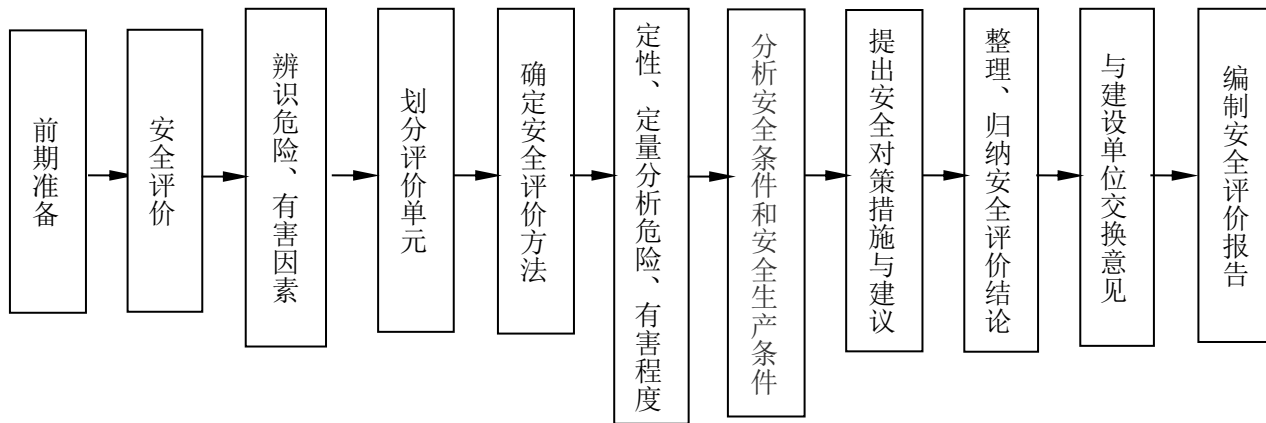 前期准备
安全评价
辨识危险、有害因素
划分评价单元
确定安全评价方法
定性、定量分析危险、有害程度
分析安全条件和安全生产条件
提出安全对策措施与建议
整理、归纳安全评价结论
与建设单位交换意见
编制安全评价报告